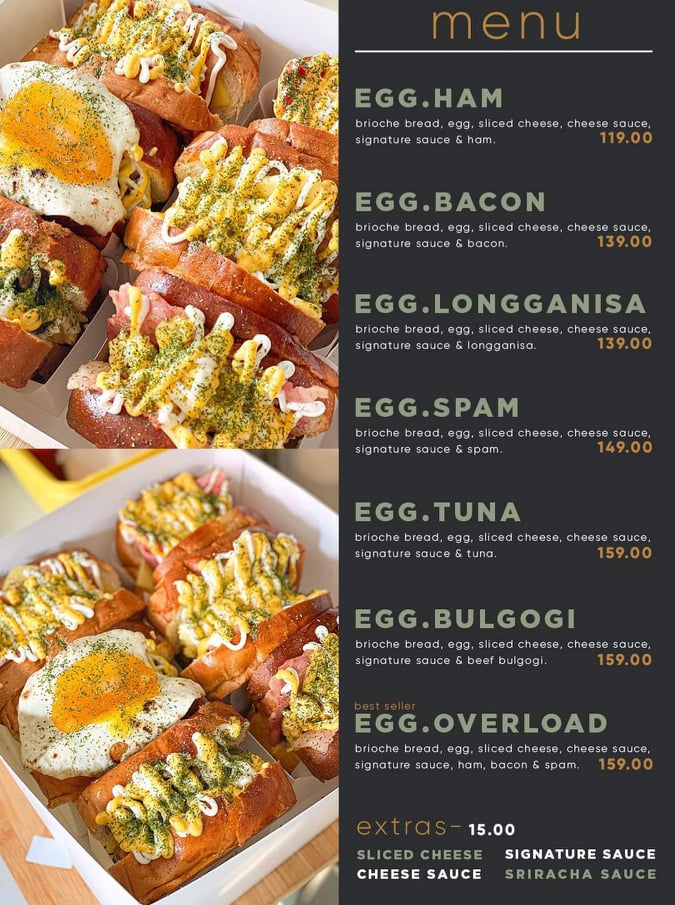 menu
EGG.HAM
brioche bread, egg, sliced cheese, cheese sauce,
signature sauce & ham. 119.00
EGG.BACON
brioche bread, egg, sliced cheese, cheese sauce,
signature sauce & bacon. 139.00
EGG.LONGGANISA
brioche bread, egg, sliced cheese, cheese sauce,
signature sauce & longganisa. 139.00
EGG.SPAM
brioche bread, egg, sliced cheese, cheese sauce,
signature sauce & spam. 149.00
EGG.TUNA
brioche bread, egg, sliced cheese, cheese sauce,
signature sauce & tuna. 159.00
EGG.BULGOGI
brioche bread, egg, sliced cheese, cheese sauce,
signature sauce & beef bulgogi. 159.00
best seller
EGG.OVERLOAD
brioche bread, egg, sliced cheese, cheese sauce,
signature sauce, ham, bacon & spam. 159.00
extras- 15.00
SLICED CHEESE SIGNATURE SAUCE
CHEESE SAUCE SRIRACHA SAUCE